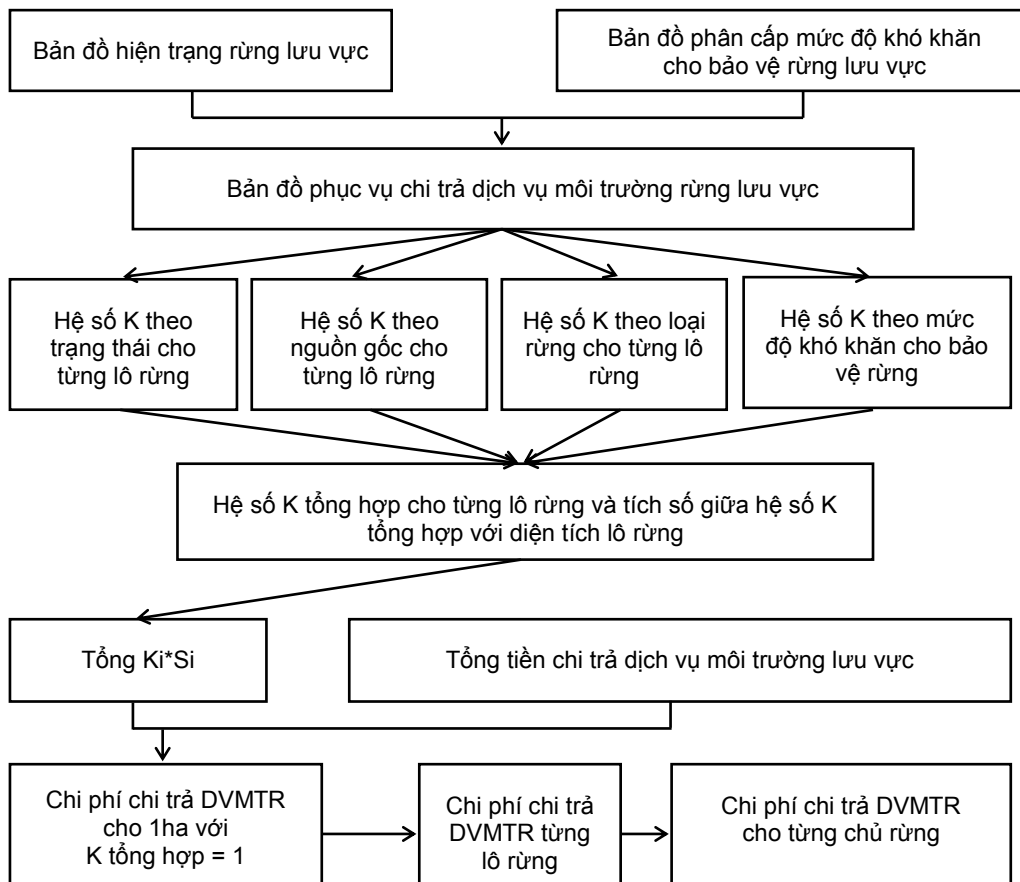 Bản đồ hiện trạng rừng lưu vực
Bản đồ phân cấp mức độ khó khăn
cho bảo vệ rừng lưu vực
Bản đồ phục vụ chi trả dịch vụ môi trường rừng lưu vực
Hệ số K theo
trạng thái cho
từng lô rừng
Hệ số K theo
nguồn gốc cho
từng lô rừng
Hệ số K theo loại
rừng cho từng lô
rừng
Hệ số K theo mức
độ khó khăn cho bảo
vệ rừng
Hệ số K tổng hợp cho từng lô rừng và tích số giữa hệ số K
tổng hợp với diện tích lô rừng
Tổng Ki*Si
Tổng tiền chi trả dịch vụ môi trường lưu vực
Chi phí chi trả DVMTR
cho 1ha với
K tổng hợp = 1
Chi phí chi trả
DVMTR từng
lô rừng
Chi phí chi trả DVMTR
cho từng chủ rừng